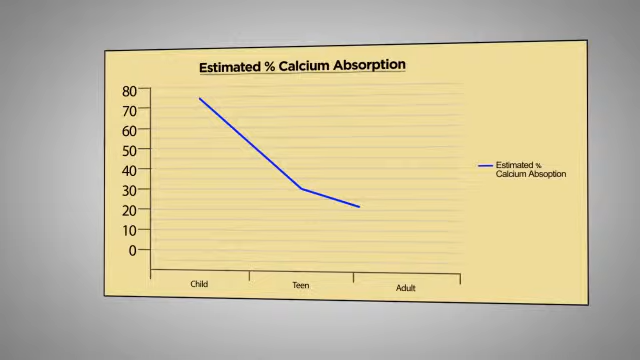 Estimated % Calcium Absorption
80
70
60
50
40
30
20
10
0
Child
Teen
Adult
Estimated %
Calcium Absoption